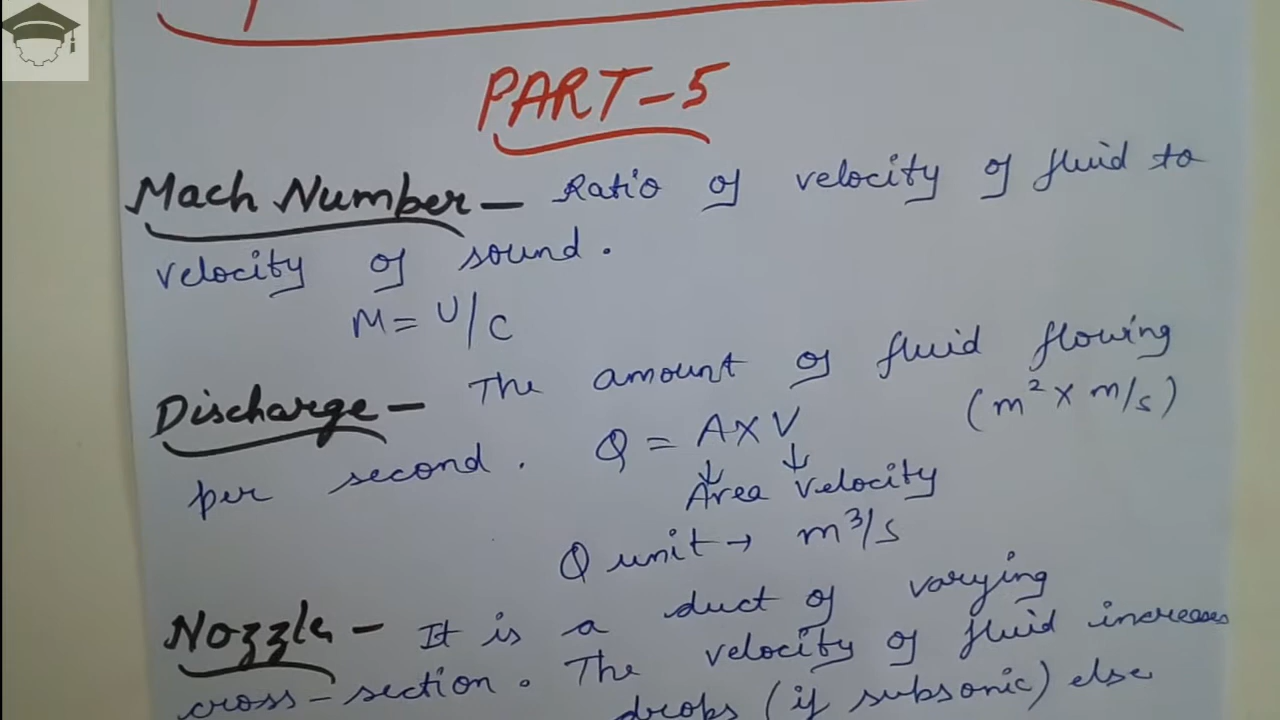 PART-5
Mach Number - Ratio of velocity of fluid to
velocity of sound.
M = U/C
Discharge - The amount of fluid flowing
per second. Q = A x V (m² x m/s)
Area Velocity
Q unit → m³/s
Nozzle - It is a duct of varying
cross-section. The velocity of fluid increases
drops (if subsonic) else